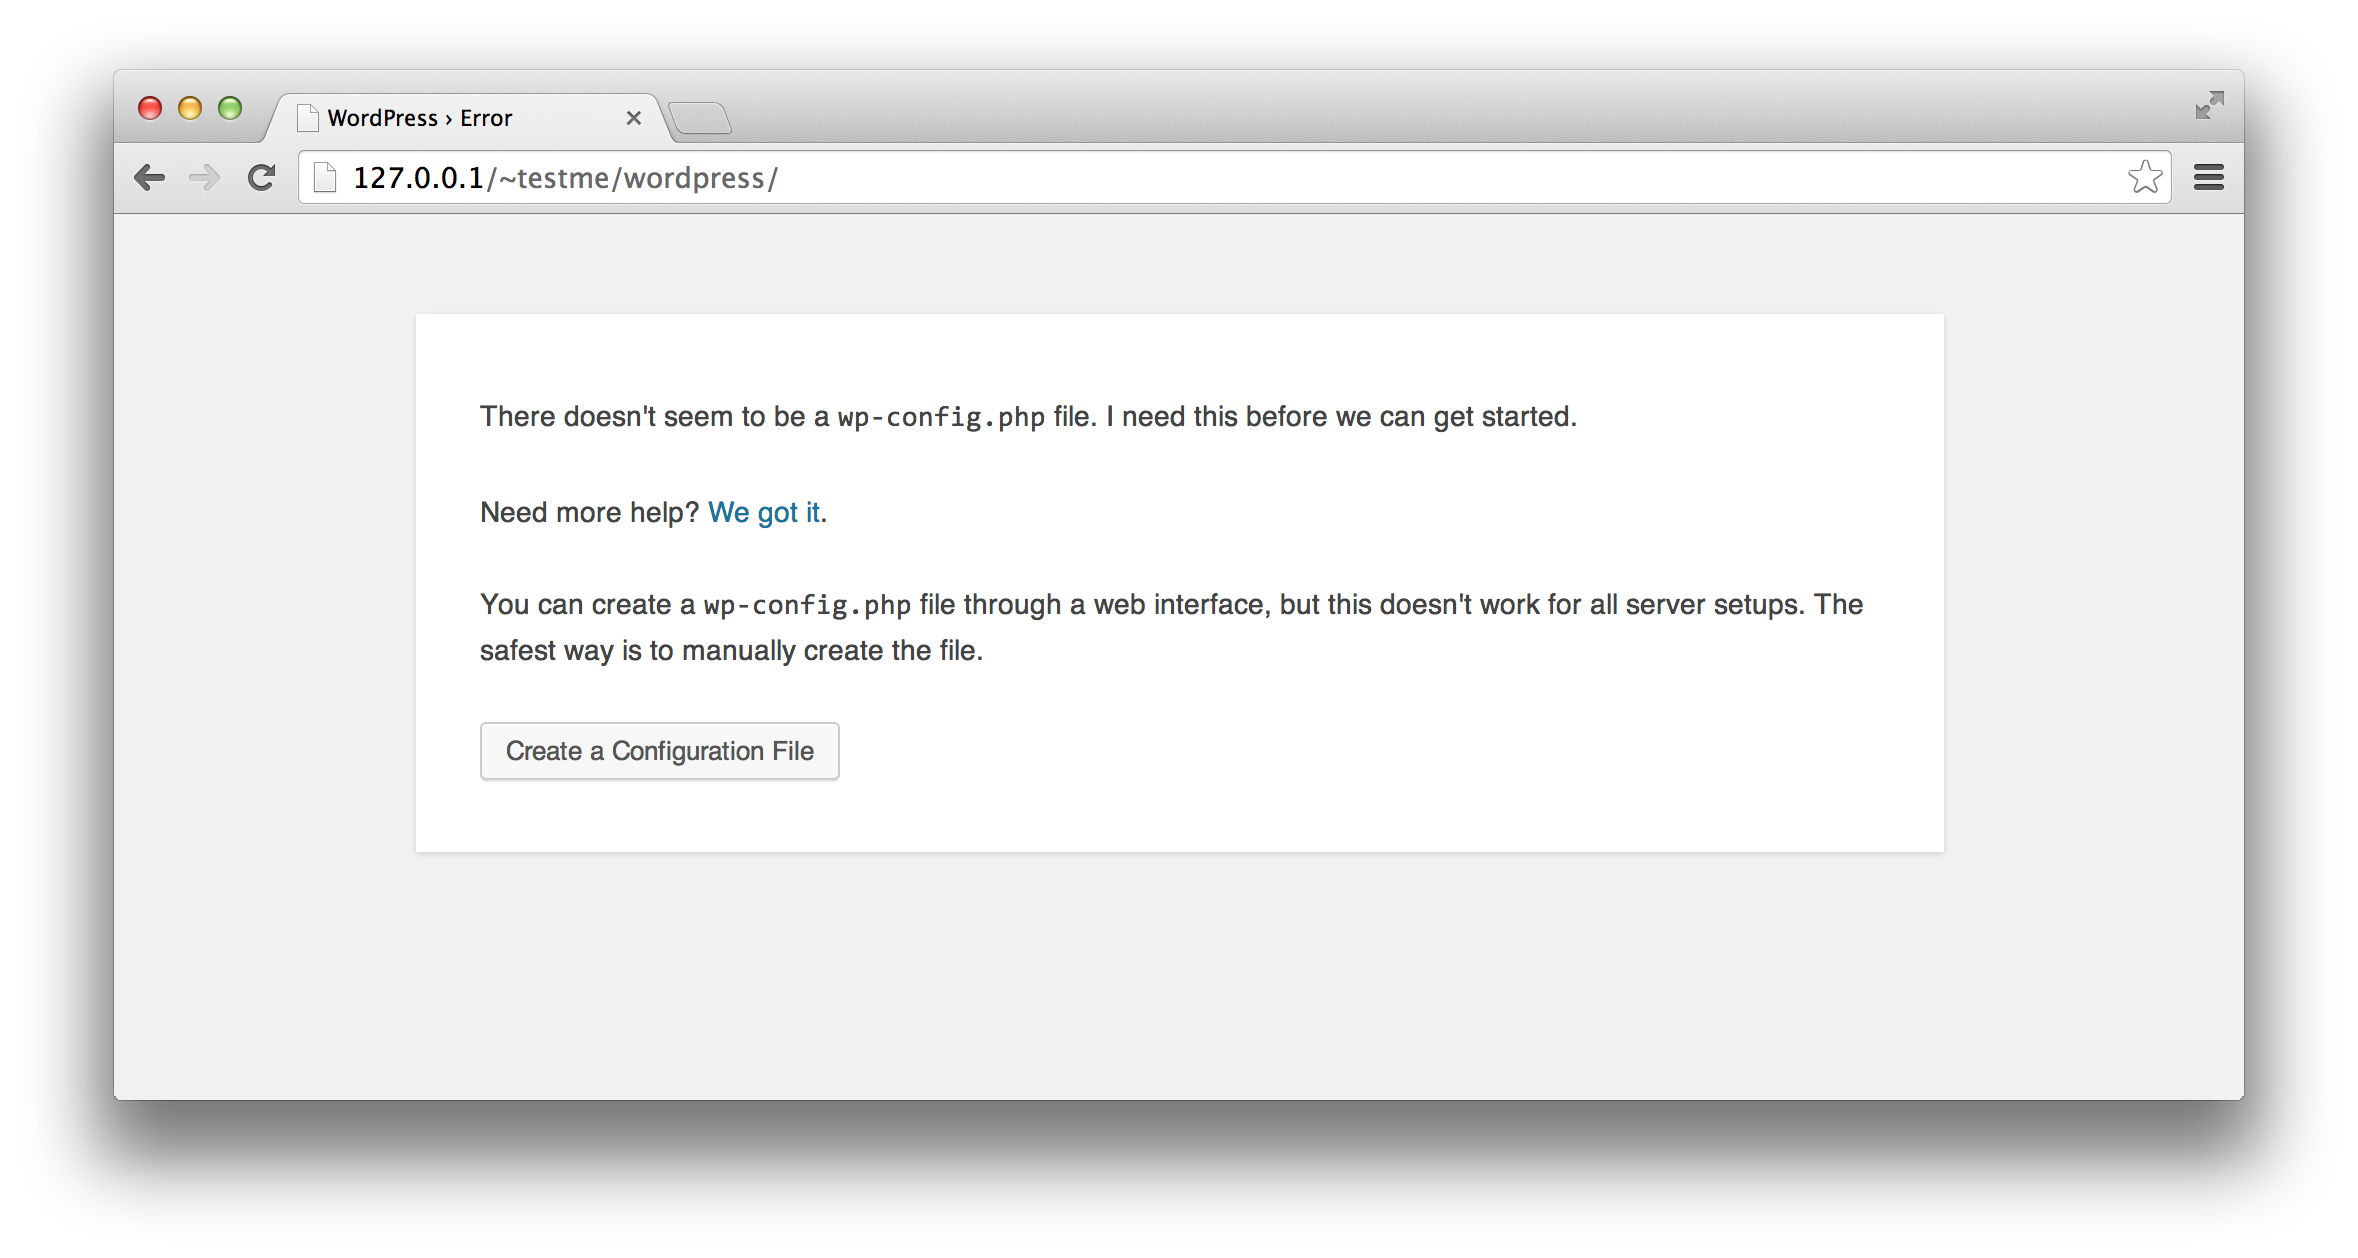 WordPress › Error
127.0.0.1/~testme/wordpress/
There doesn't seem to be a wp-config.php file. I need this before we can get started.
Need more help? We got it.
You can create a wp-config.php file through a web interface, but this doesn't work for all server setups. The
safest way is to manually create the file.
Create a Configuration File